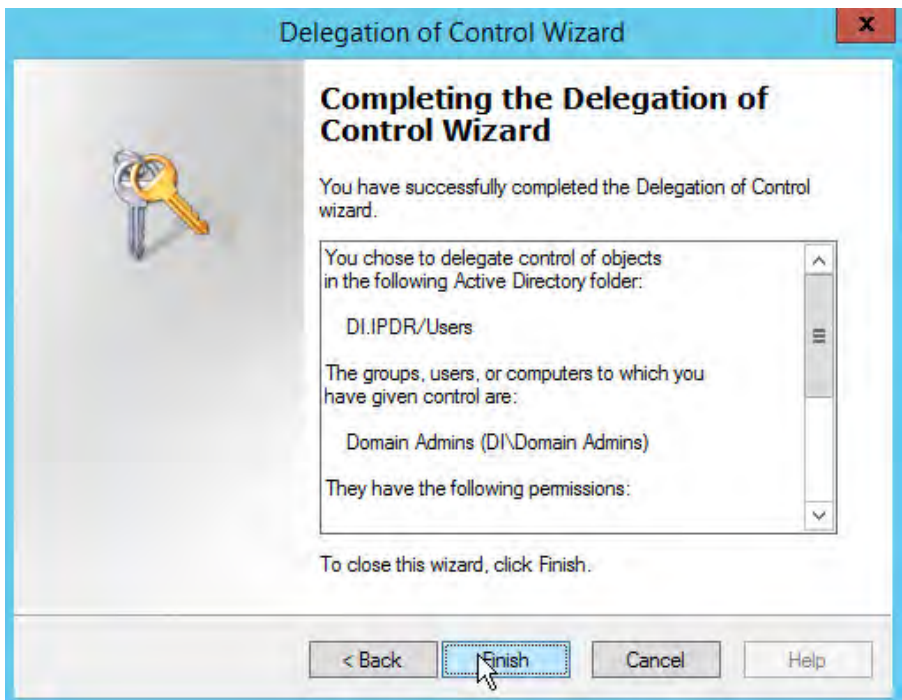 Delegation of Control Wizard
x
Completing the Delegation of
Control Wizard
You have successfully completed the Delegation of Control
wizard.
You chose to delegate control of objects
in the following Active Directory folder:
DI.IPDR/Users
The groups, users, or computers to which you
have given control are:
Domain Admins (DI\Domain Admins)
They have the following permissions:
To close this wizard, click Finish.
< Back Finish Cancel Help